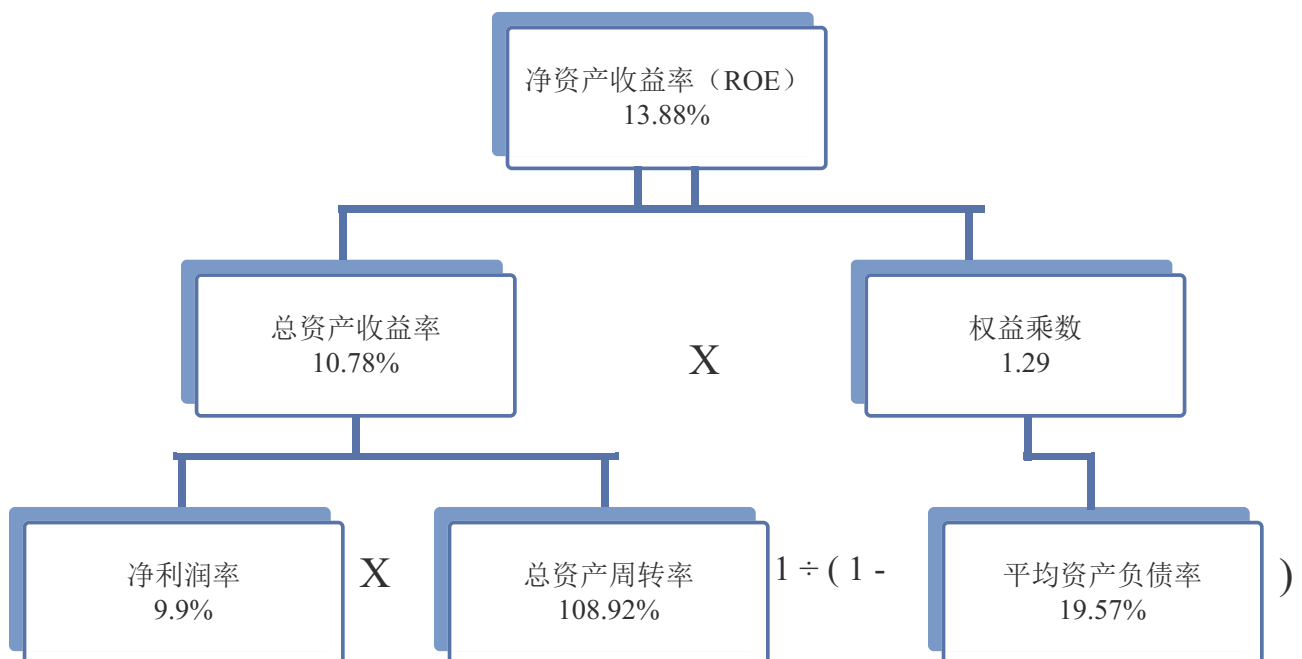 净资产收益率（ROE）
13.88%
总资产收益率
10.78%
X
权益乘数
1.29
净利润率
9.9%
X
总资产周转率
108.92%
1 ÷ ( 1 -
平均资产负债率
19.57%
)